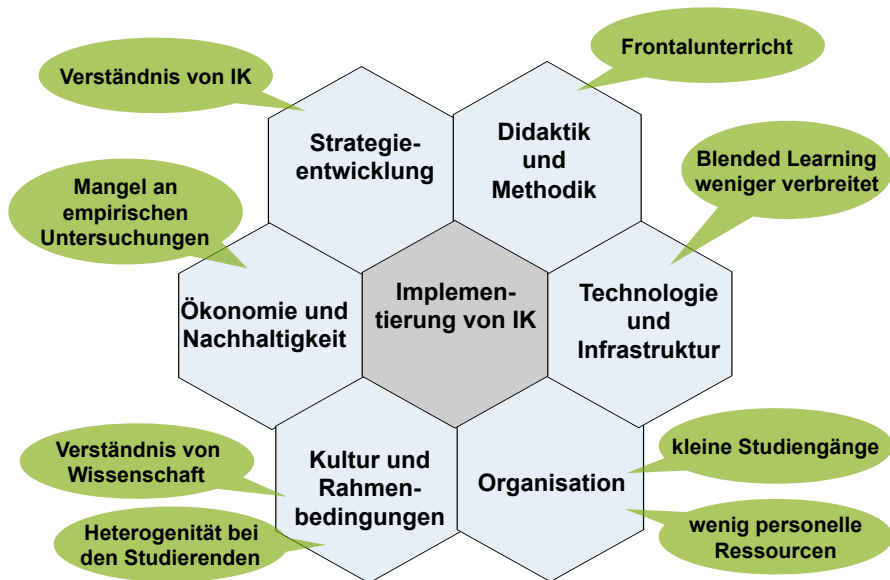 Frontalunterricht
Verständnis von IK
Strategie-
entwicklung
Didaktik
und
Methodik
Blended Learning
weniger verbreitet
Mangel an
empirischen
Untersuchungen
Ökonomie und
Nachhaltigkeit
Implemen-
tierung von IK
Technologie
und
Infrastruktur
Verständnis von
Wissenschaft
Kultur und
Rahmen-
bedingungen
Organisation
kleine Studiengänge
Heterogenität bei
den Studierenden
wenig personelle
Ressourcen